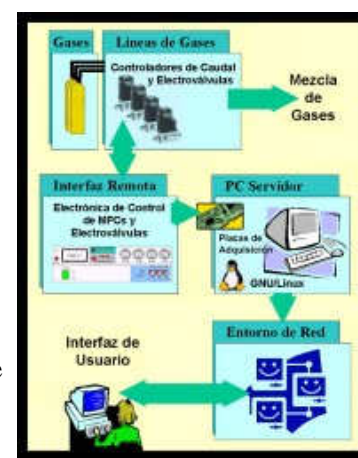 Gases
Líneas de Gases
Controladores de Caudal
y Electroválvulas
Mezcla
de
Gases
Interfaz Remota
Electrónica de Control
de MFCs y
Electroválvulas
PC Servidor
Placas de
Adquisición
GNU/Linux
Entorno de Red
Interfaz de
Usuario
e